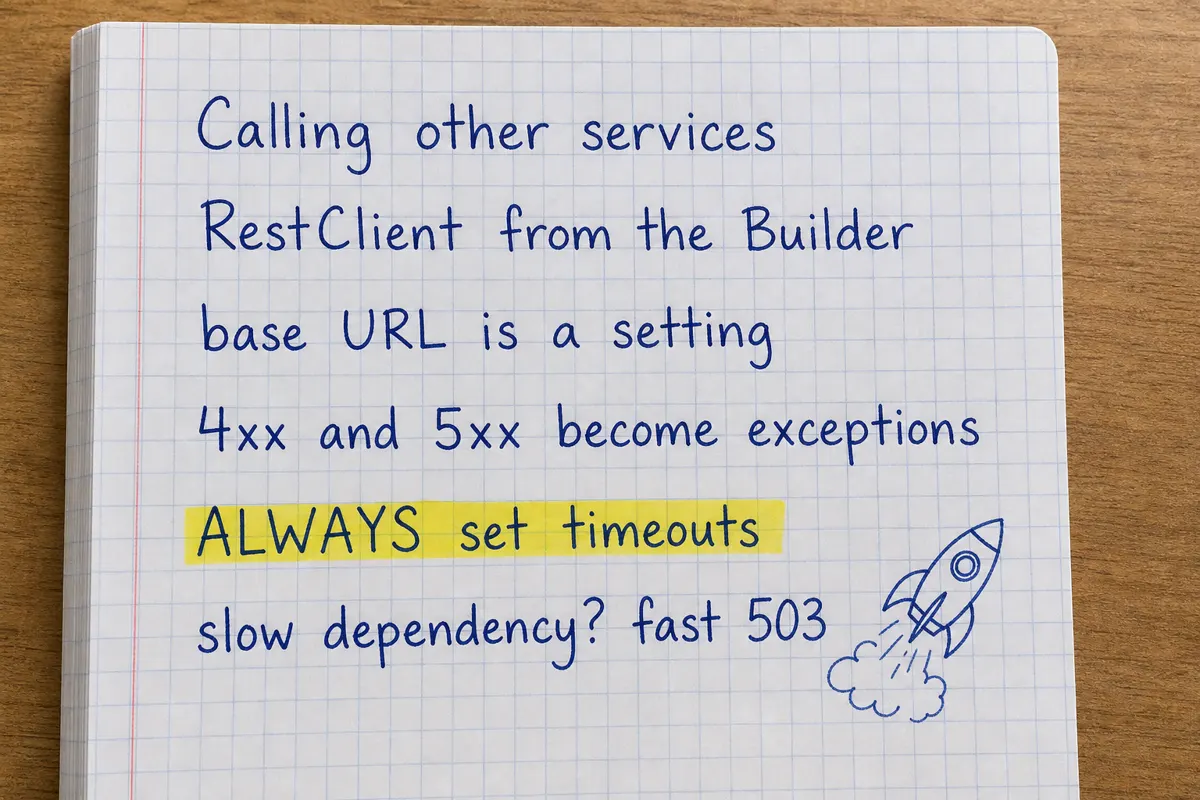 Calling other services
RestClient from the Builder
base URL is a setting
4xx and 5xx become exceptions
ALWAYS set timeouts
slow dependency? fast 503